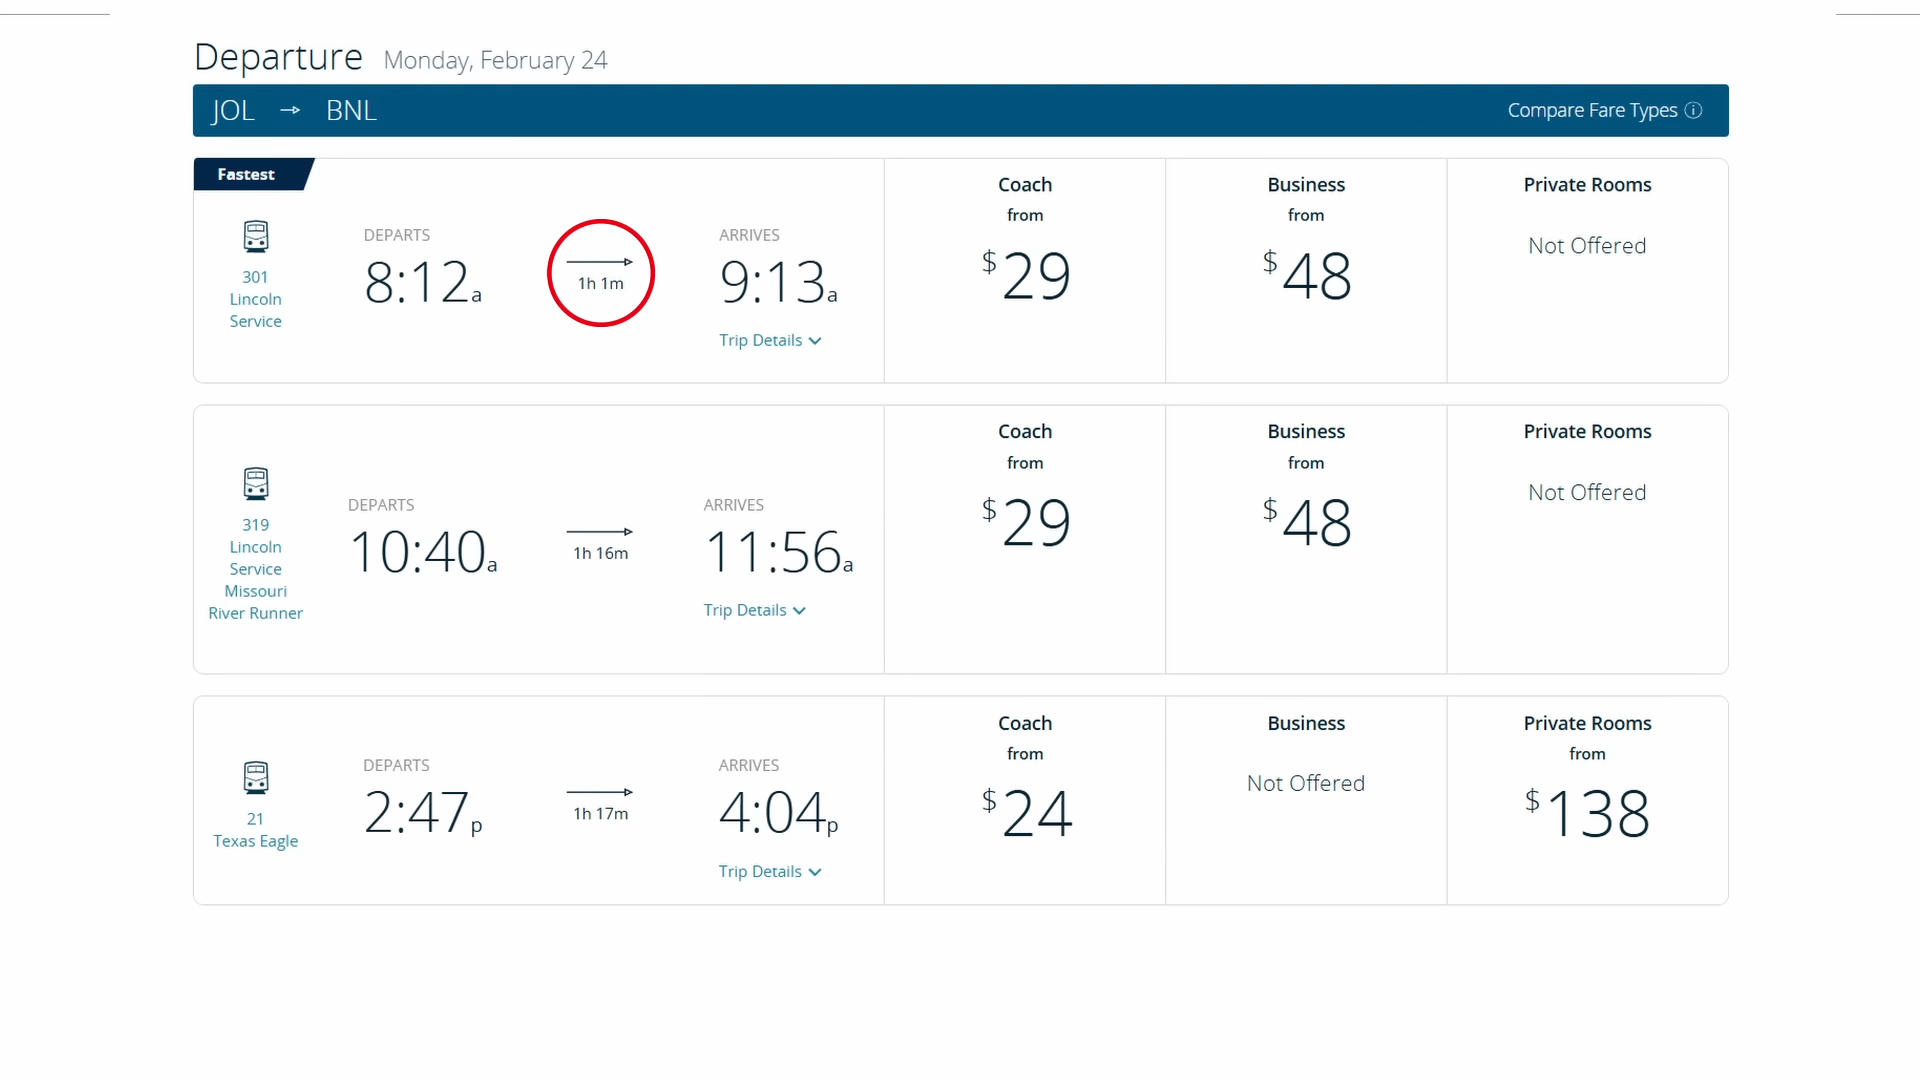 Departure Monday, February 24
JOL → BNL Compare Fare Types ⓘ
Fastest
301
Lincoln
Service
DEPARTS
8:12a
1h 1m
ARRIVES
9:13a
Trip Details
Coach
from
$29
Business
from
$48
Private Rooms
Not Offered
319
Lincoln
Service
Missouri
River Runner
DEPARTS
10:40a
1h 16m
ARRIVES
11:56a
Trip Details
Coach
from
$29
Business
from
$48
Private Rooms
Not Offered
21
Texas Eagle
DEPARTS
2:47p
1h 17m
ARRIVES
4:04p
Trip Details
Coach
from
$24
Business
Not Offered
Private Rooms
from
$138